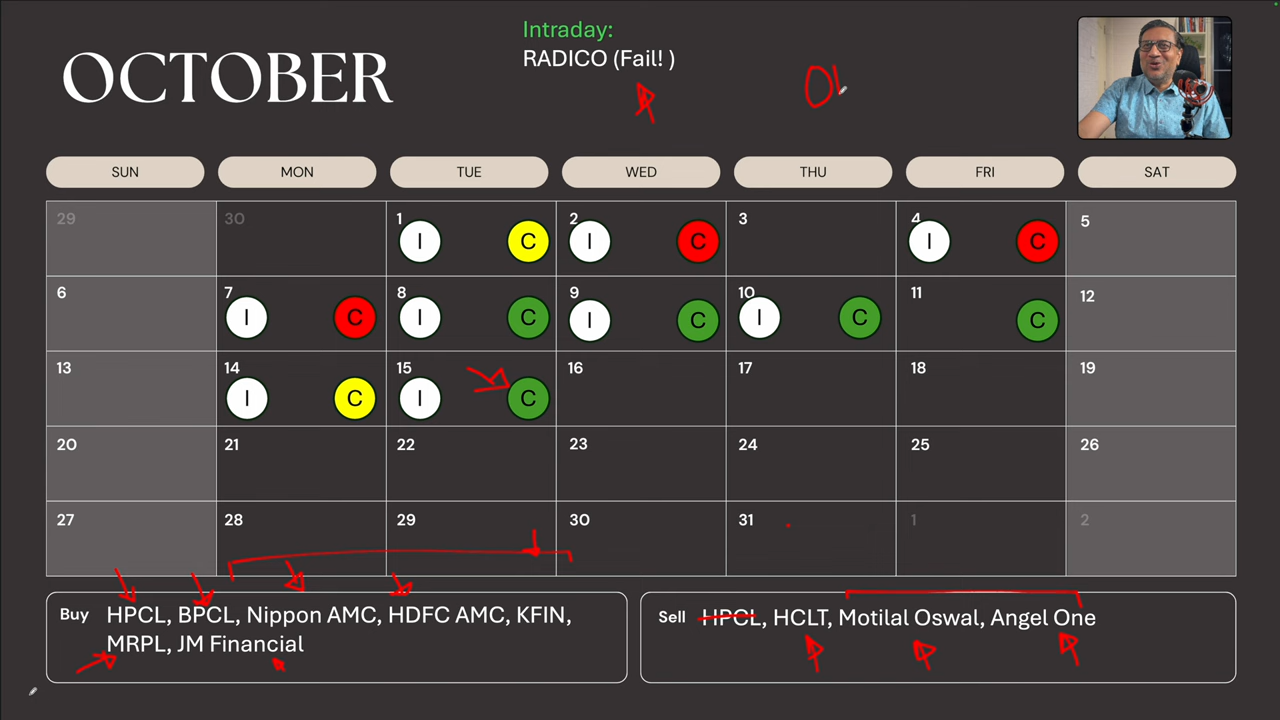 OCTOBER
Intraday:
RADICO (Fail! )
OL
SUN MON TUE WED THU FRI SAT
29 30 1 2 3 4 5
I C I C I C
6 7 8 9 10 11 12
I C I C I C I C C
13 14 15 16 17 18 19
I C I C
20 21 22 23 24 25 26
27 28 29 30 31 1 2
Buy HPCL, BPCL, Nippon AMC, HDFC AMC, KFIN,
MRPL, JM Financial
Sell HPCL, HCLT, Motilal Oswal, Angel One